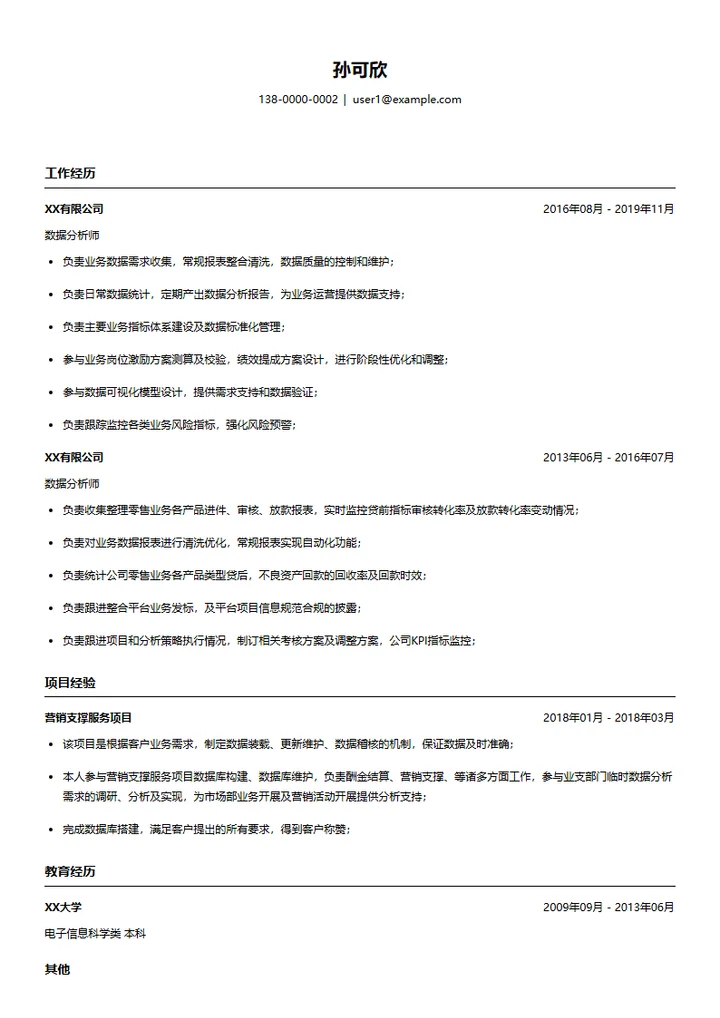 孙可欣
138-0000-0002 | user1@example.com
工作经历
XX有限公司 2016年08月 - 2019年11月
数据分析师
• 负责业务数据需求收集，常规报表整合清洗，数据质量的控制和维护；
• 负责日常数据统计，定期产出数据分析报告，为业务运营提供数据支持；
• 负责主要业务指标体系建设及数据标准化管理；
• 参与业务岗位激励方案测算及校验，绩效提成方案设计，进行阶段性优化和调整；
• 参与数据可视化模型设计，提供需求支持和数据验证；
• 负责跟踪监控各类业务风险指标，强化风险预警；
XX有限公司 2013年06月 - 2016年07月
数据分析师
• 负责收集整理零售业务各产品进件、审核、放款报表，实时监控贷前指标审核转化率及放款转化率变动情况；
• 负责对业务数据报表进行清洗优化，常规报表实现自动化功能；
• 负责统计公司零售业务各产品类型贷后，不良资产回款的回收率及回款时效；
• 负责跟进整合平台业务发标，及平台项目信息规范合规的披露；
• 负责跟进项目和分析策略执行情况，制订相关考核方案及调整方案，公司KPI指标监控；
项目经验
营销支撑服务项目 2018年01月 - 2018年03月
• 该项目是根据客户业务需求，制定数据装载、更新维护、数据稽核的机制，保证数据及时准确；
• 本人参与营销支撑服务项目数据库构建、数据库维护，负责酬金结算、营销支撑、等诸多方面工作，参与业支部门临时数据分析
需求的调研、分析及实现，为市场部业务开展及营销活动开展提供分析支持；
• 完成数据库搭建，满足客户提出的所有要求，得到客户称赞；
教育经历
XX大学 2009年09月 - 2013年06月
电子信息科学类 本科
其他